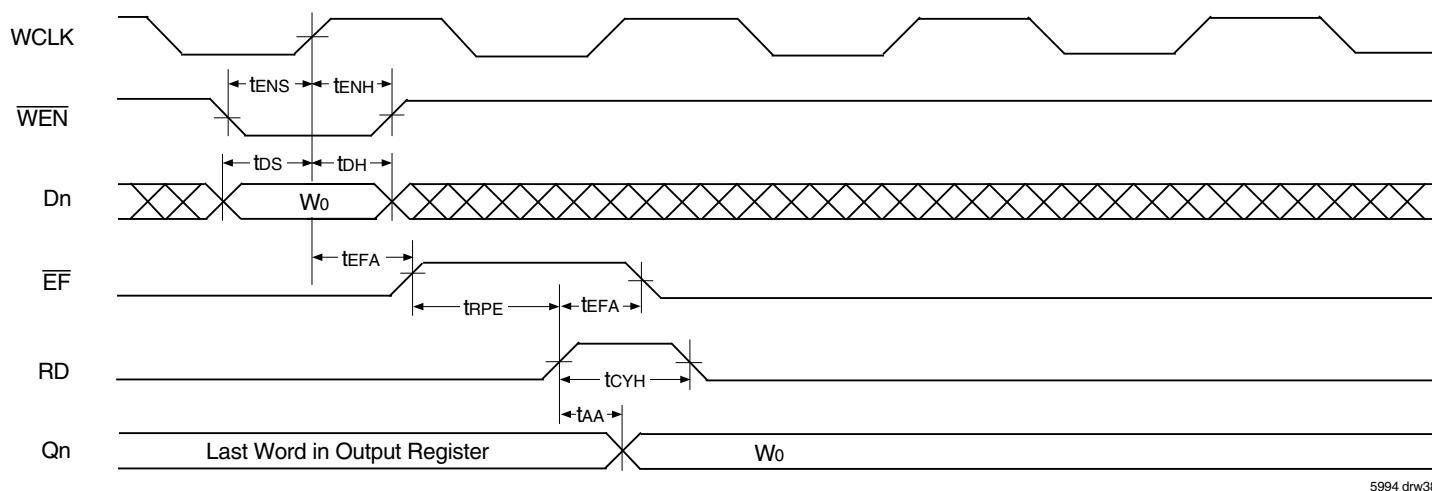 WCLK
tENS tENH
WEN
tDS tDH
Dn
W0
tEFA
EF
tRPE tEFA
RD
tCYH
tAA
Qn
Last Word in Output Register W0
5994 drw38